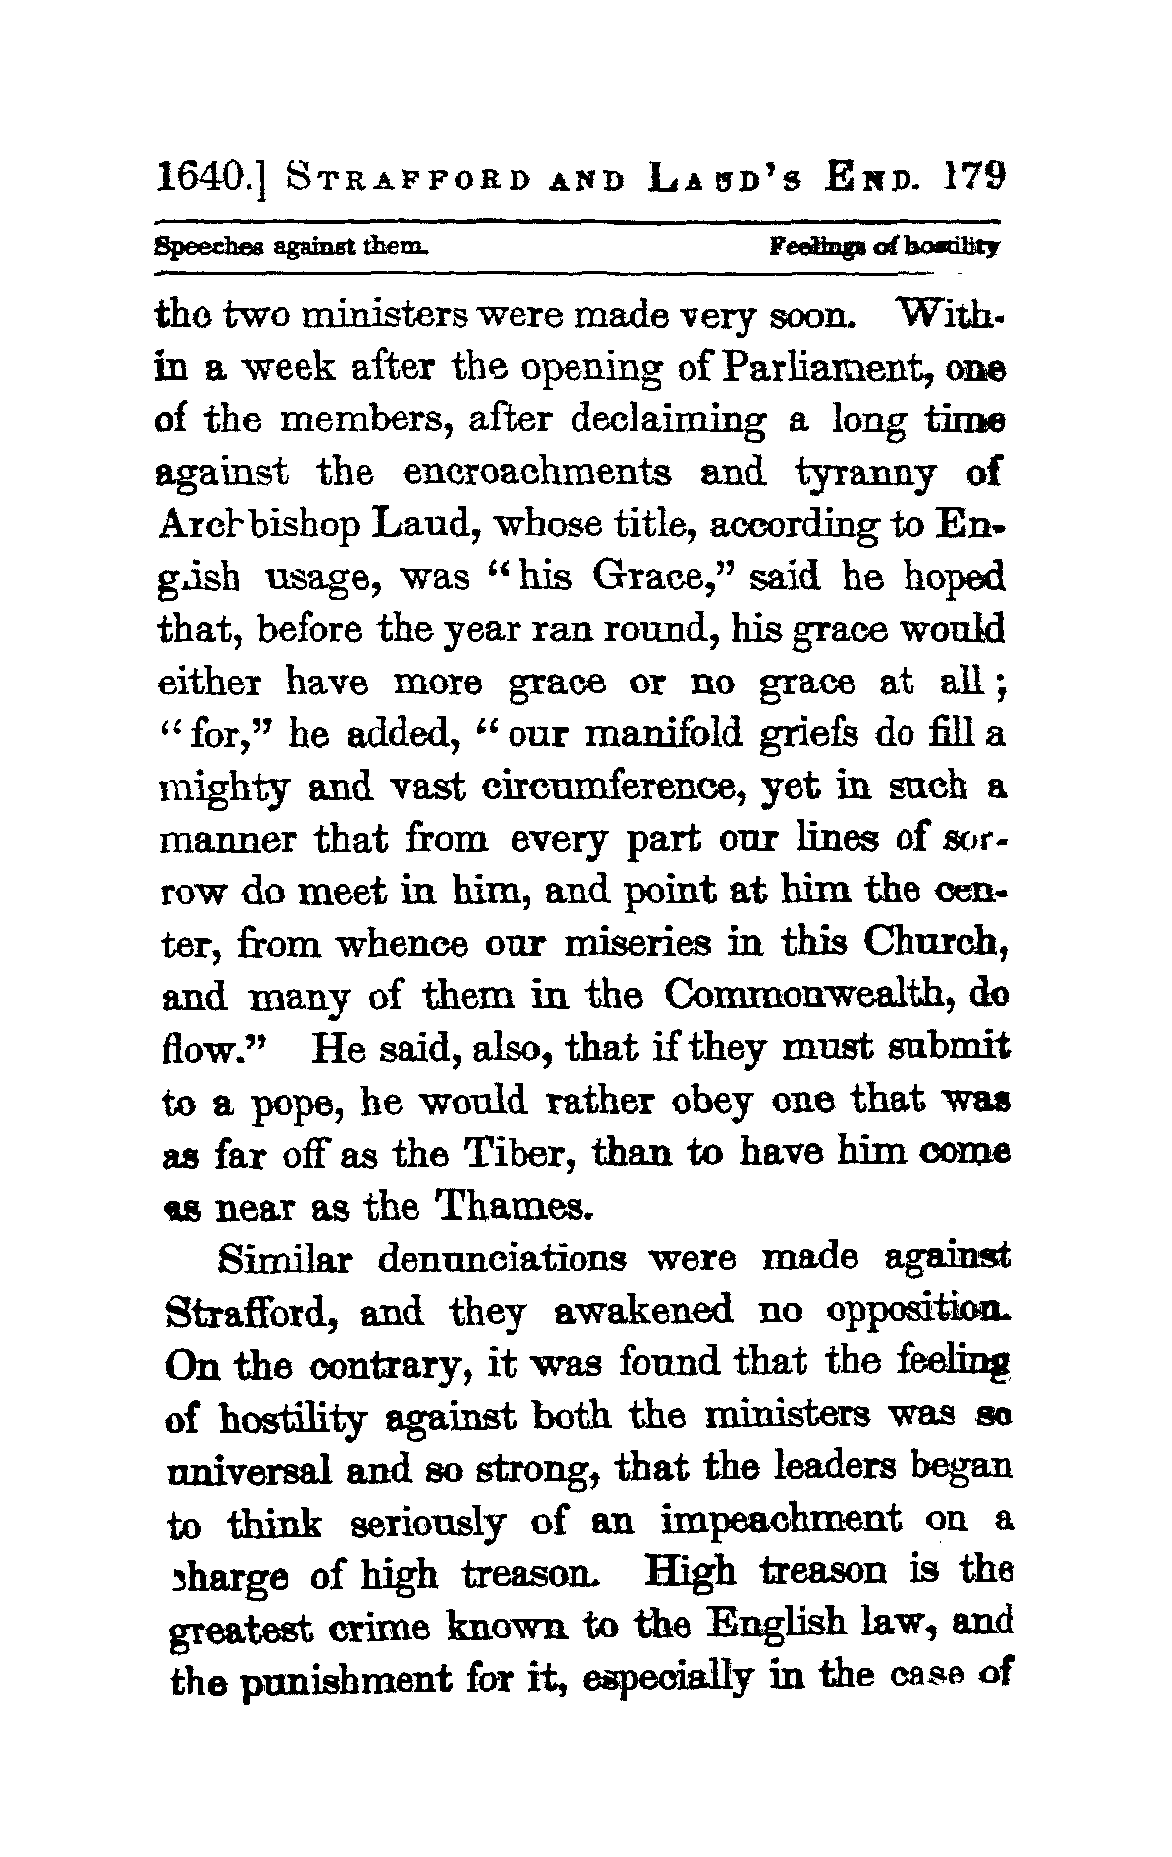 1640.] STRAFFORD AND LAUD'S END. 179
Speeches against them. Feelings of hostility
the two ministers were made very soon. With-
in a week after the opening of Parliament, one
of the members, after declaiming a long time
against the encroachments and tyranny of
Archbishop Laud, whose title, according to En-
glish usage, was “his Grace,” said he hoped
that, before the year ran round, his grace would
either have more grace or no grace at all;
“for,” he added, “our manifold griefs do fill a
mighty and vast circumference, yet in such a
manner that from every part our lines of sor-
row do meet in him, and point at him the cen-
ter, from whence our miseries in this Church,
and many of them in the Commonwealth, do
flow.” He said, also, that if they must submit
to a pope, he would rather obey one that was
as far off as the Tiber, than to have him come
as near as the Thames.
Similar denunciations were made against
Strafford, and they awakened no opposition.
On the contrary, it was found that the feeling
of hostility against both the ministers was so
universal and so strong, that the leaders began
to think seriously of an impeachment on a
charge of high treason. High treason is the
greatest crime known to the English law, and
the punishment for it, especially in the case of